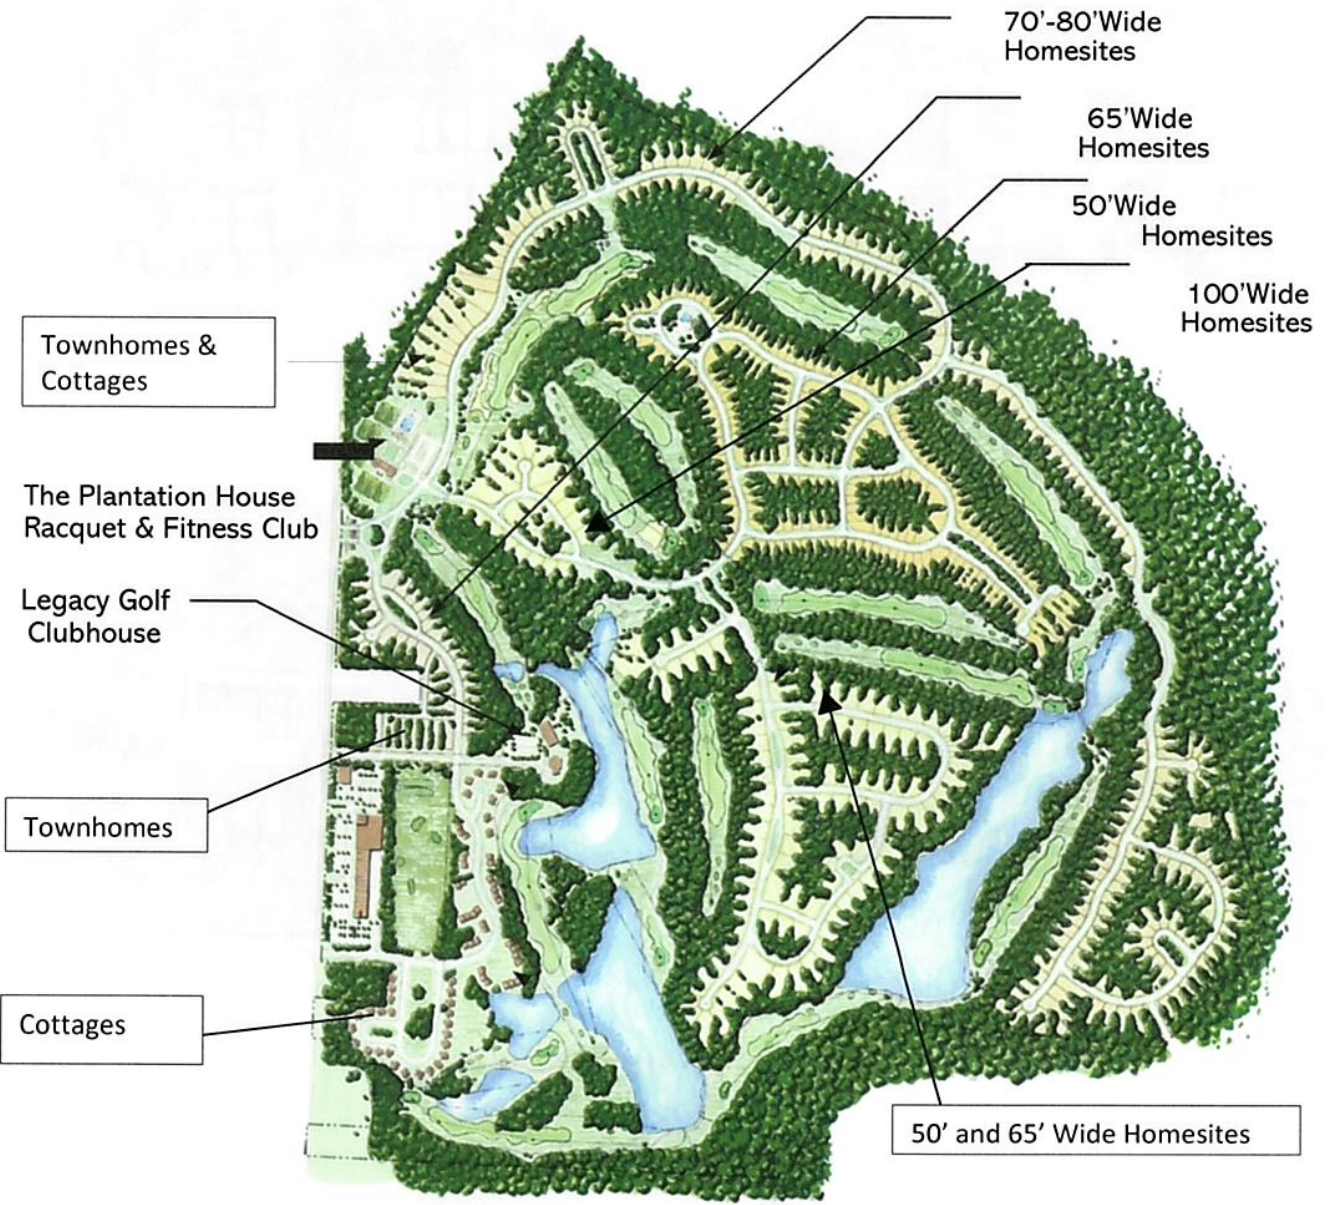 70'-80'Wide
Homesites
65'Wide
Homesites
50'Wide
Homesites
100'Wide
Homesites
Townhomes &
Cottages
The Plantation House
Racquet & Fitness Club
Legacy Golf
Clubhouse
Townhomes
Cottages
50' and 65' Wide Homesites